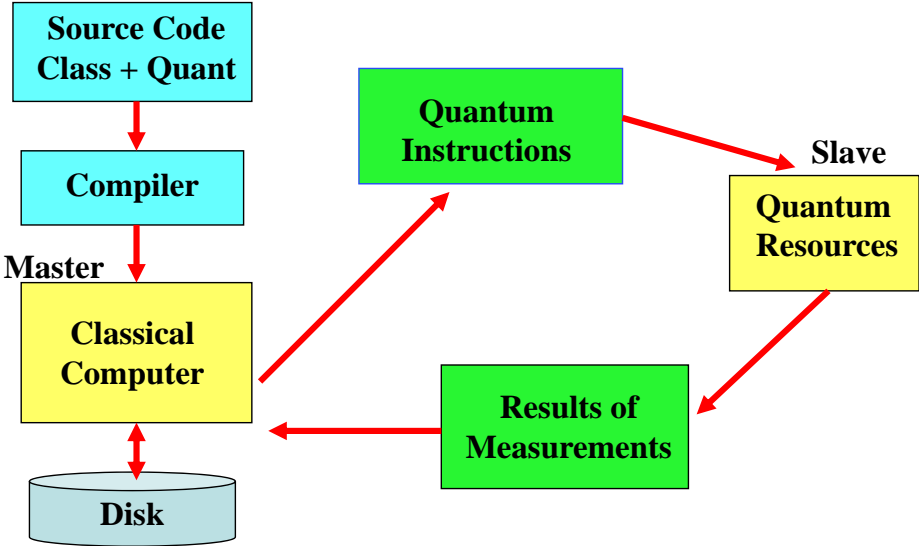 Source Code
Class + Quant
Compiler
Master
Classical
Computer
Disk
Quantum
Instructions
Slave
Quantum
Resources
Results of
Measurements